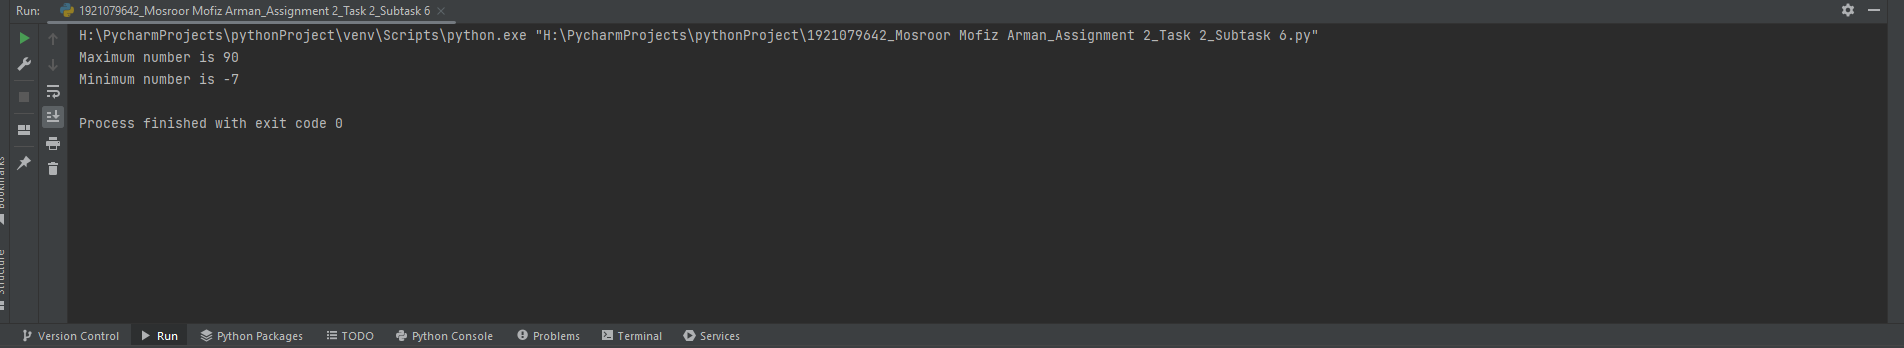 Run: 1921079642_Mosroor Mofiz Arman_Assignment 2_Task 2_Subtask 6
H:\PycharmProjects\pythonProject\venv\Scripts\python.exe "H:\PycharmProjects\pythonProject\1921079642_Mosroor Mofiz Arman_Assignment 2_Task 2_Subtask 6.py"
Maximum number is 90
Minimum number is -7
Process finished with exit code 0
Structure
Version Control Run Python Packages TODO Python Console Problems Terminal Services